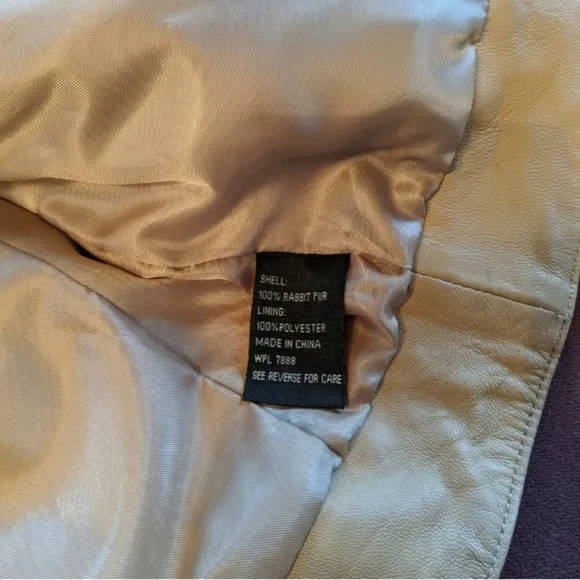 SHELL:
100% RABBIT FUR
LINING:
100%POLYESTER
MADE IN CHINA
WPL 7888
SEE REVERSE FOR CARE